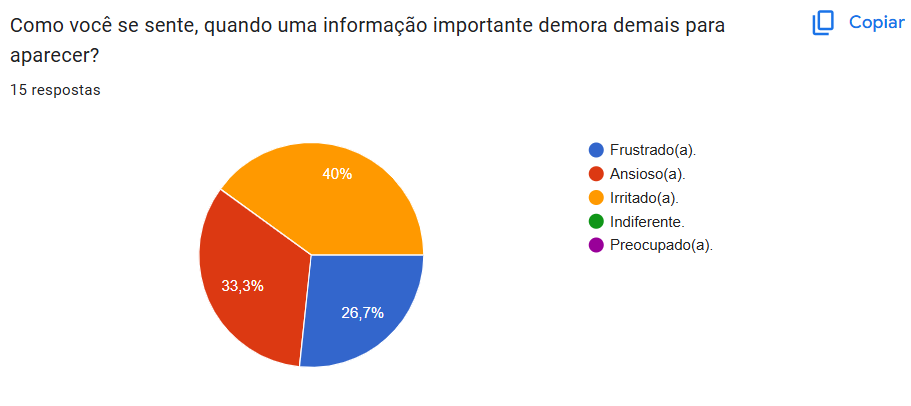 Como você se sente, quando uma informação importante demora demais para
aparecer?
Copiar
15 respostas
40%
33,3%
26,7%
Frustrado(a).
Ansioso(a).
Irritado(a).
Indiferente.
Preocupado(a).